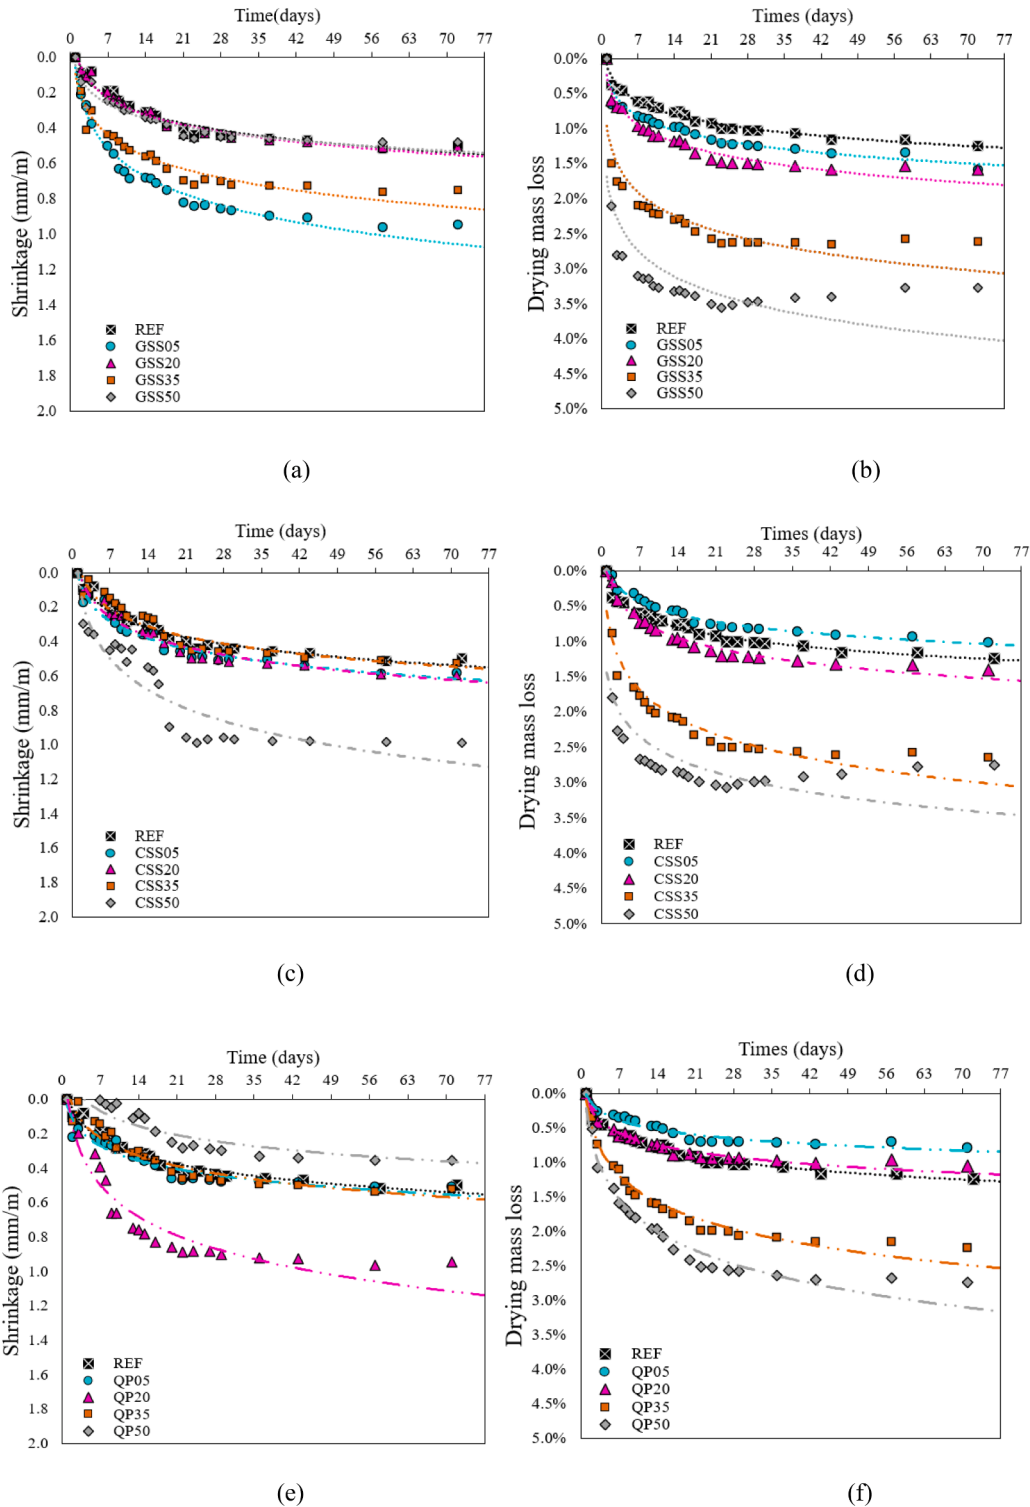 Time(days)
0 7 14 21 28 35 42 49 56 63 70 77
0.0
0.2
0.4
0.6
0.8
1.0
1.2
1.4
1.6
1.8
2.0
Shrinkage (mm/m)
REF
GSS05
GSS20
GSS35
GSS50
(a)
Times (days)
0 7 14 21 28 35 42 49 56 63 70 77
0.0%
0.5%
1.0%
1.5%
2.0%
2.5%
3.0%
3.5%
4.0%
4.5%
5.0%
Drying mass loss
REF
GSS05
GSS20
GSS35
GSS50
(b)
Time (days)
0 7 14 21 28 35 42 49 56 63 70 77
0.0
0.2
0.4
0.6
0.8
1.0
1.2
1.4
1.6
1.8
2.0
Shrinkage (mm/m)
REF
CSS05
CSS20
CSS35
CSS50
(c)
Times (days)
0 7 14 21 28 35 42 49 56 63 70 77
0.0%
0.5%
1.0%
1.5%
2.0%
2.5%
3.0%
3.5%
4.0%
4.5%
5.0%
Drying mass loss
REF
CSS05
CSS20
CSS35
CSS50
(d)
Time (days)
0 7 14 21 28 35 42 49 56 63 70 77
0.0
0.2
0.4
0.6
0.8
1.0
1.2
1.4
1.6
1.8
2.0
Shrinkage (mm/m)
REF
QP05
QP20
QP35
QP50
(e)
Times (days)
0 7 14 21 28 35 42 49 56 63 70 77
0.0%
0.5%
1.0%
1.5%
2.0%
2.5%
3.0%
3.5%
4.0%
4.5%
5.0%
Drying mass loss
REF
QP05
QP20
QP35
QP50
(f)